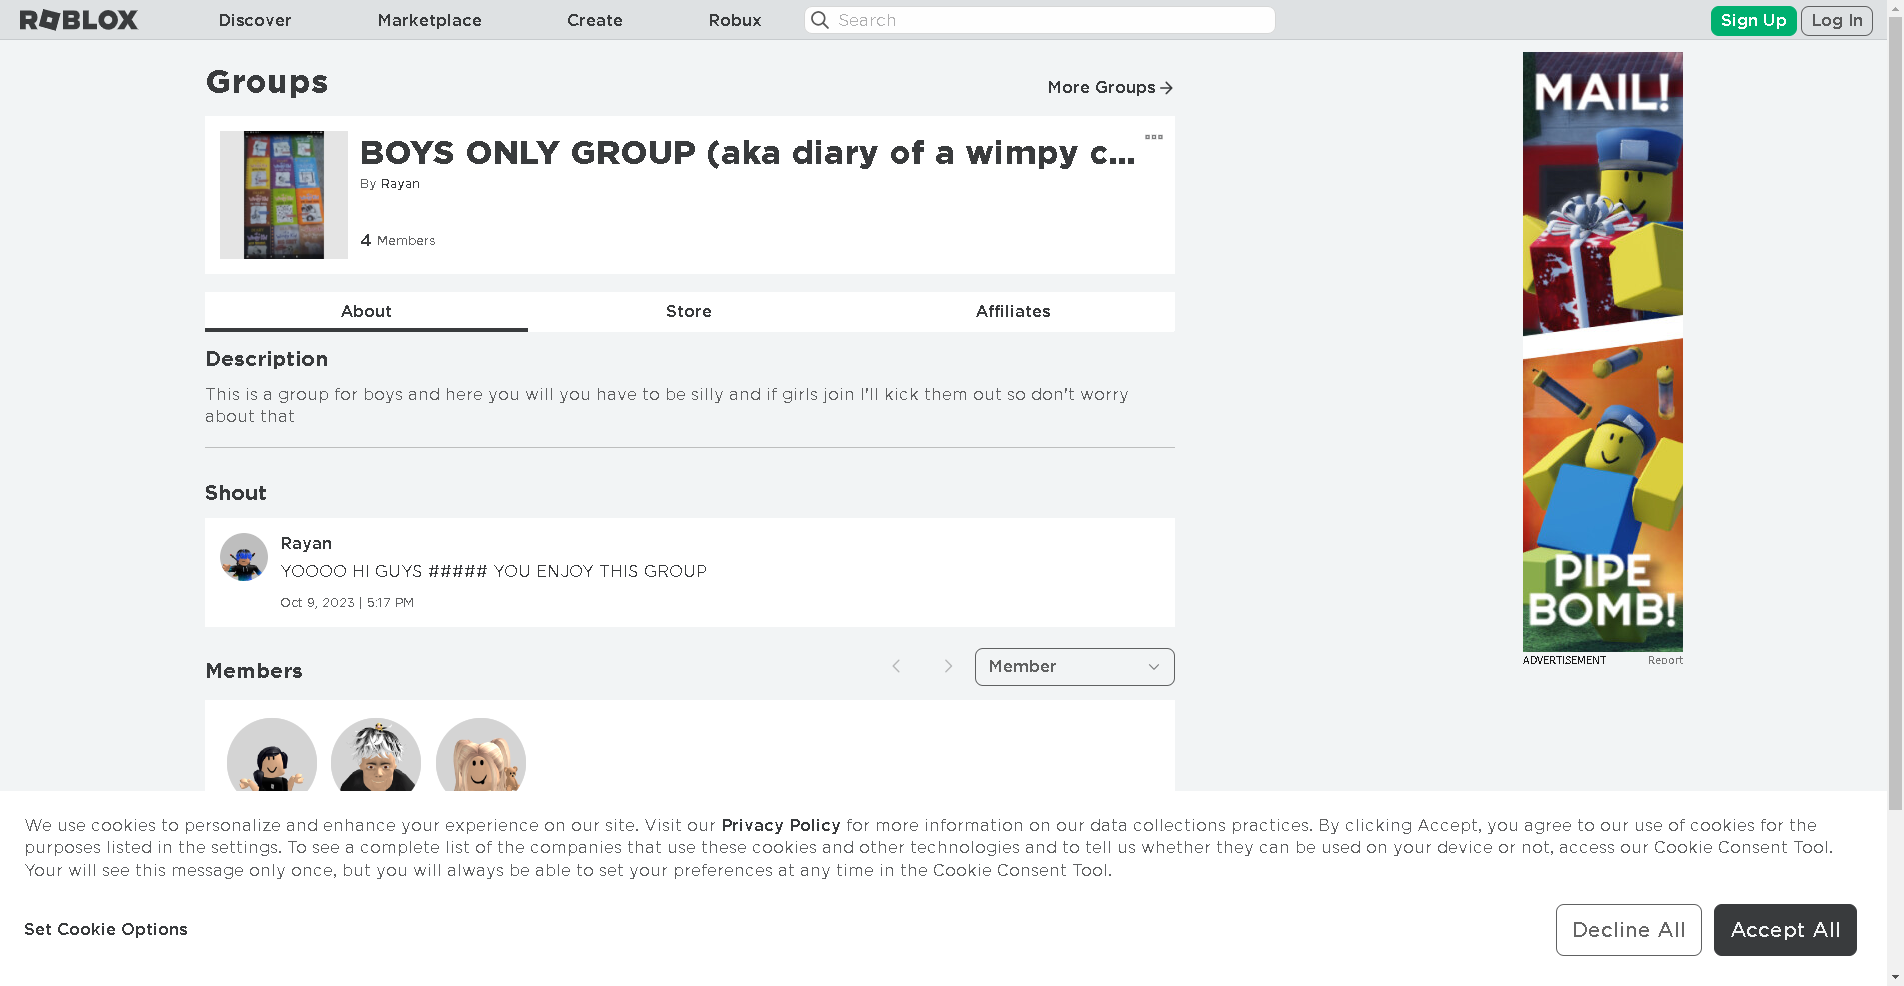 ROBLOX
Discover
Marketplace
Create
Robux
Search
Sign Up
Log In
Groups
More Groups
BOYS ONLY GROUP (aka diary of a wimpy c...
By Rayan
4 Members
About
Store
Affiliates
Description
This is a group for boys and here you will you have to be silly and if girls join I'll kick them out so don't worry
about that
Shout
Rayan
YOOOO HI GUYS ##### YOU ENJOY THIS GROUP
Oct 9, 2023 | 5:17 PM
Members
Member
MAIL!
PIPE
BOMB!
ADVERTISEMENT
Report
We use cookies to personalize and enhance your experience on our site. Visit our Privacy Policy for more information on our data collections practices. By clicking Accept, you agree to our use of cookies for the
purposes listed in the settings. To see a complete list of the companies that use these cookies and other technologies and to tell us whether they can be used on your device or not, access our Cookie Consent Tool.
Your will see this message only once, but you will always be able to set your preferences at any time in the Cookie Consent Tool.
Set Cookie Options
Decline All
Accept All